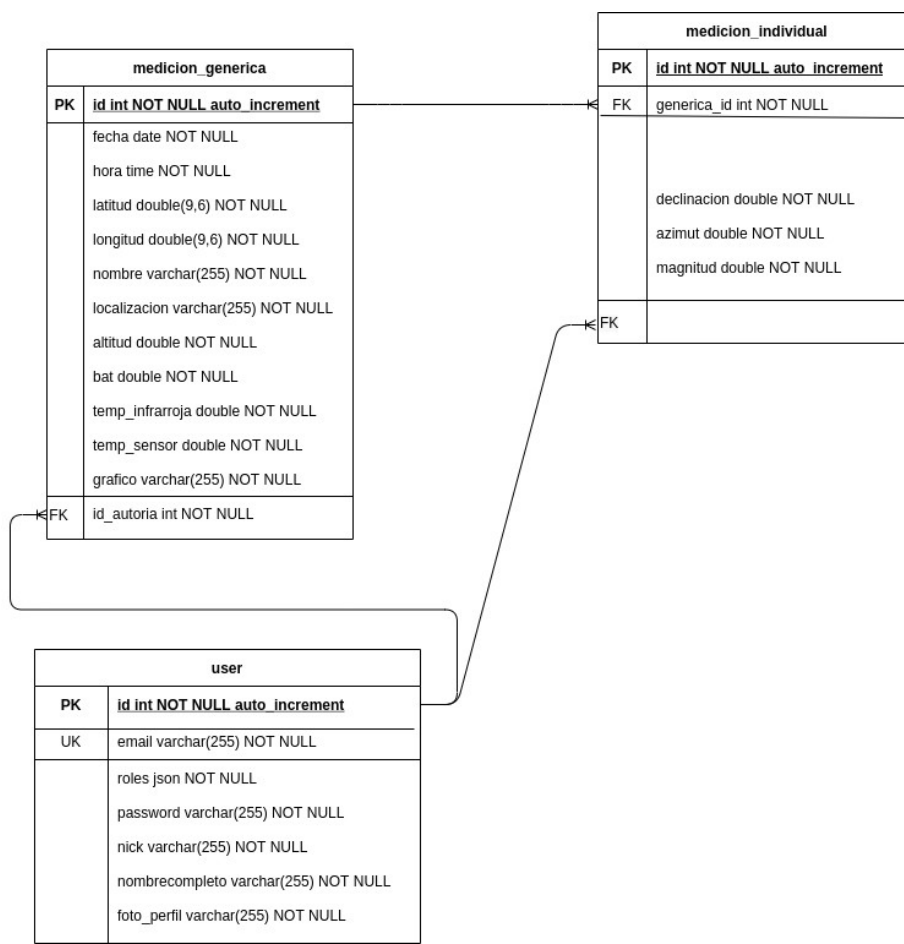 medicion_generica
PK id int NOT NULL auto_increment
fecha date NOT NULL
hora time NOT NULL
latitud double(9,6) NOT NULL
longitud double(9,6) NOT NULL
nombre varchar(255) NOT NULL
localizacion varchar(255) NOT NULL
altitud double NOT NULL
bat double NOT NULL
temp_infrarroja double NOT NULL
temp_sensor double NOT NULL
grafico varchar(255) NOT NULL
FK id_autoria int NOT NULL
medicion_individual
PK id int NOT NULL auto_increment
FK generica_id int NOT NULL
declinacion double NOT NULL
azimut double NOT NULL
magnitud double NOT NULL
FK
user
PK id int NOT NULL auto_increment
UK email varchar(255) NOT NULL
roles json NOT NULL
password varchar(255) NOT NULL
nick varchar(255) NOT NULL
nombrecompleto varchar(255) NOT NULL
foto_perfil varchar(255) NOT NULL